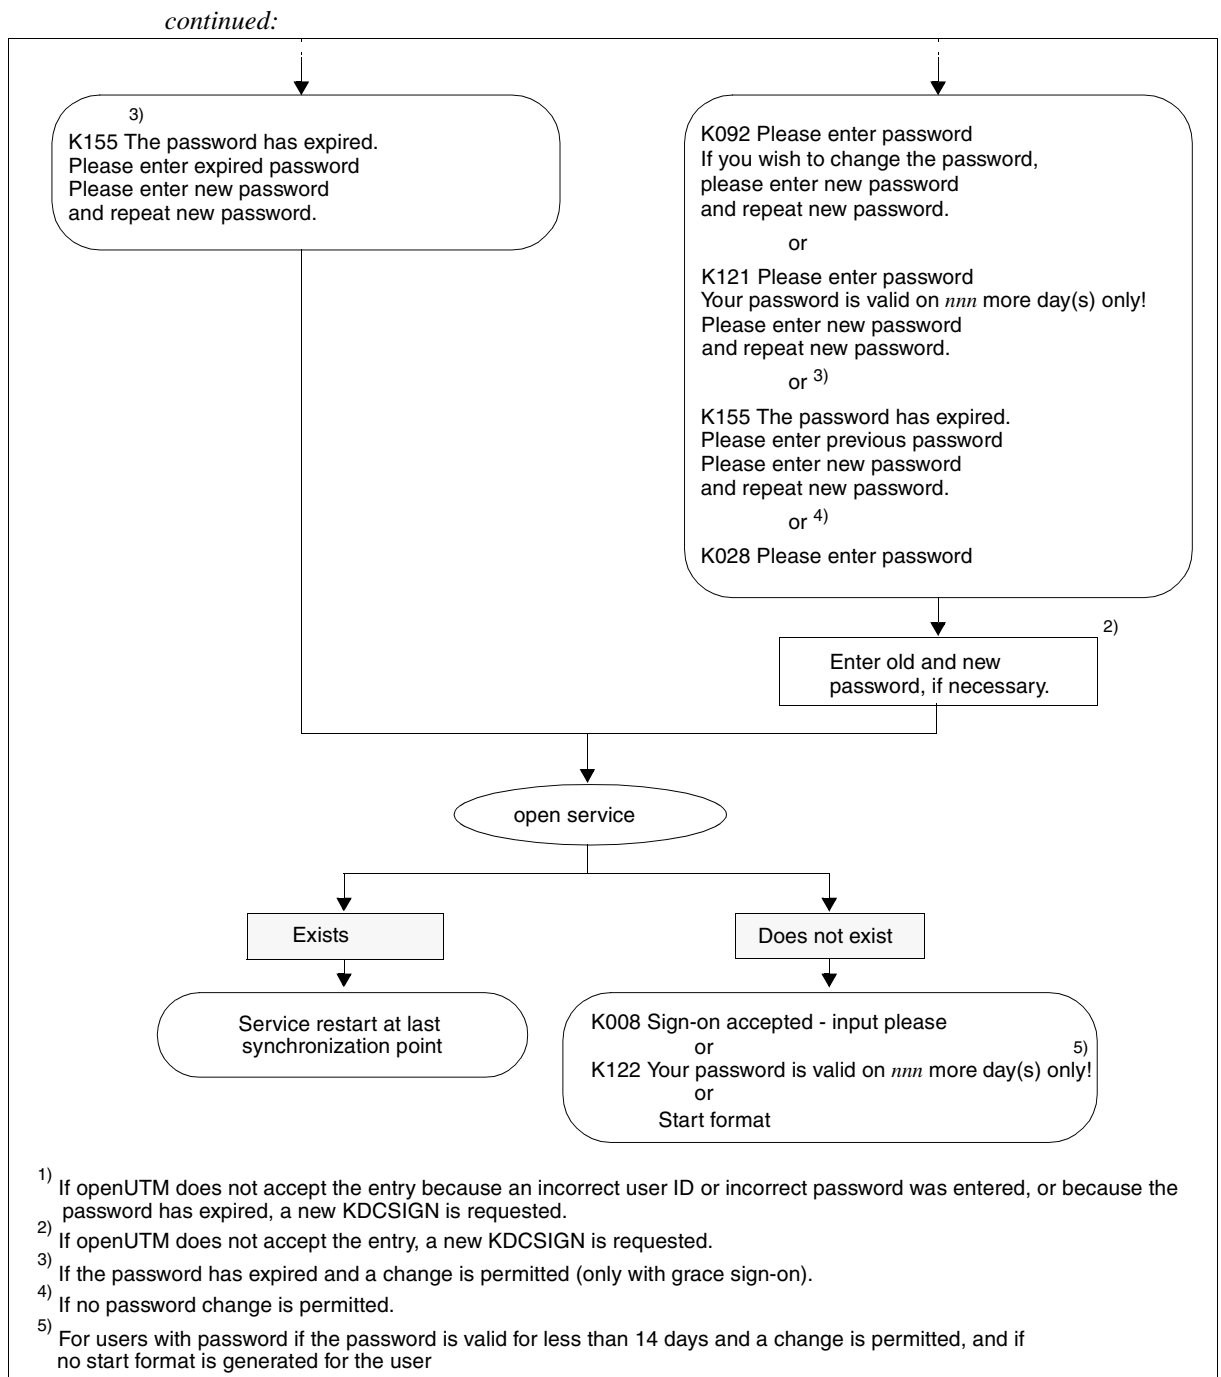 continued:
3)
K155 The password has expired.
Please enter expired password
Please enter new password
and repeat new password.
K092 Please enter password
If you wish to change the password,
please enter new password
and repeat new password.
or
K121 Please enter password
Your password is valid on nnn more day(s) only!
Please enter new password
and repeat new password.
or 3)
K155 The password has expired.
Please enter previous password
Please enter new password
and repeat new password.
or 4)
K028 Please enter password
2)
Enter old and new
password, if necessary.
open service
Exists
Does not exist
Service restart at last
synchronization point
K008 Sign-on accepted - input please
or
5)
K122 Your password is valid on nnn more day(s) only!
or
Start format
1) If openUTM does not accept the entry because an incorrect user ID or incorrect password was entered, or because the
password has expired, a new KDCSIGN is requested.
2) If openUTM does not accept the entry, a new KDCSIGN is requested.
3) If the password has expired and a change is permitted (only with grace sign-on).
4) If no password change is permitted.
5) For users with password if the password is valid for less than 14 days and a change is permitted, and if
no start format is generated for the user